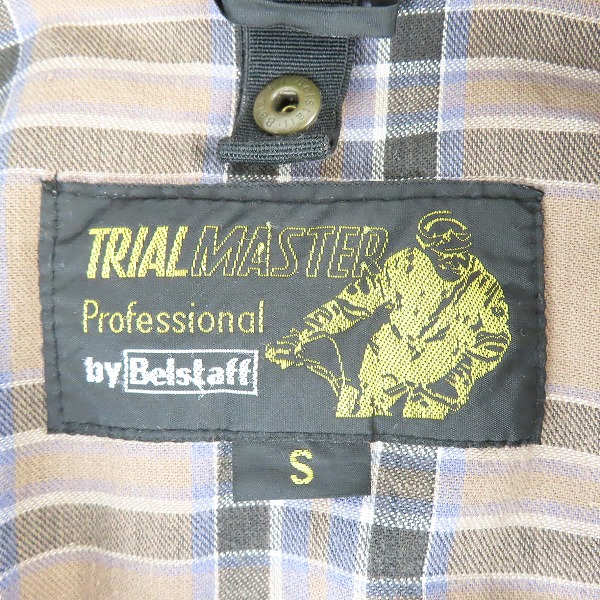 TRIALMASTER
Professional
by Belstaff
S